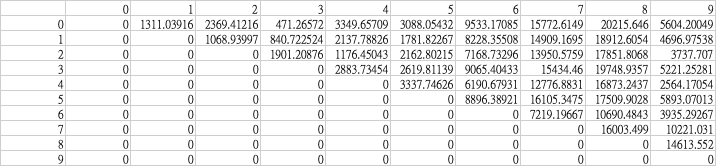 0 1 2 3 4 5 6 7 8 9
0 0 1311.03916 2369.41216 471.26572 3349.65709 3088.05432 9533.17085 15772.6149 20215.646 5604.20049
1 0 0 1068.93997 840.722524 2137.78826 1781.82267 8228.35508 14909.1695 18912.6054 4696.97538
2 0 0 0 1901.20876 1176.45043 2162.80215 7168.73296 13950.5759 17851.8068 3737.707
3 0 0 0 0 2883.73454 2619.81139 9065.40433 15434.46 19748.9357 5221.25281
4 0 0 0 0 0 3337.74626 6190.67931 12776.8831 16873.2437 2564.17054
5 0 0 0 0 0 0 8896.38921 16105.3475 17509.9028 5893.07013
6 0 0 0 0 0 0 0 7219.19667 10690.4843 3935.29267
7 0 0 0 0 0 0 0 0 16003.499 10221.031
8 0 0 0 0 0 0 0 0 0 14613.552
9 0 0 0 0 0 0 0 0 0 0